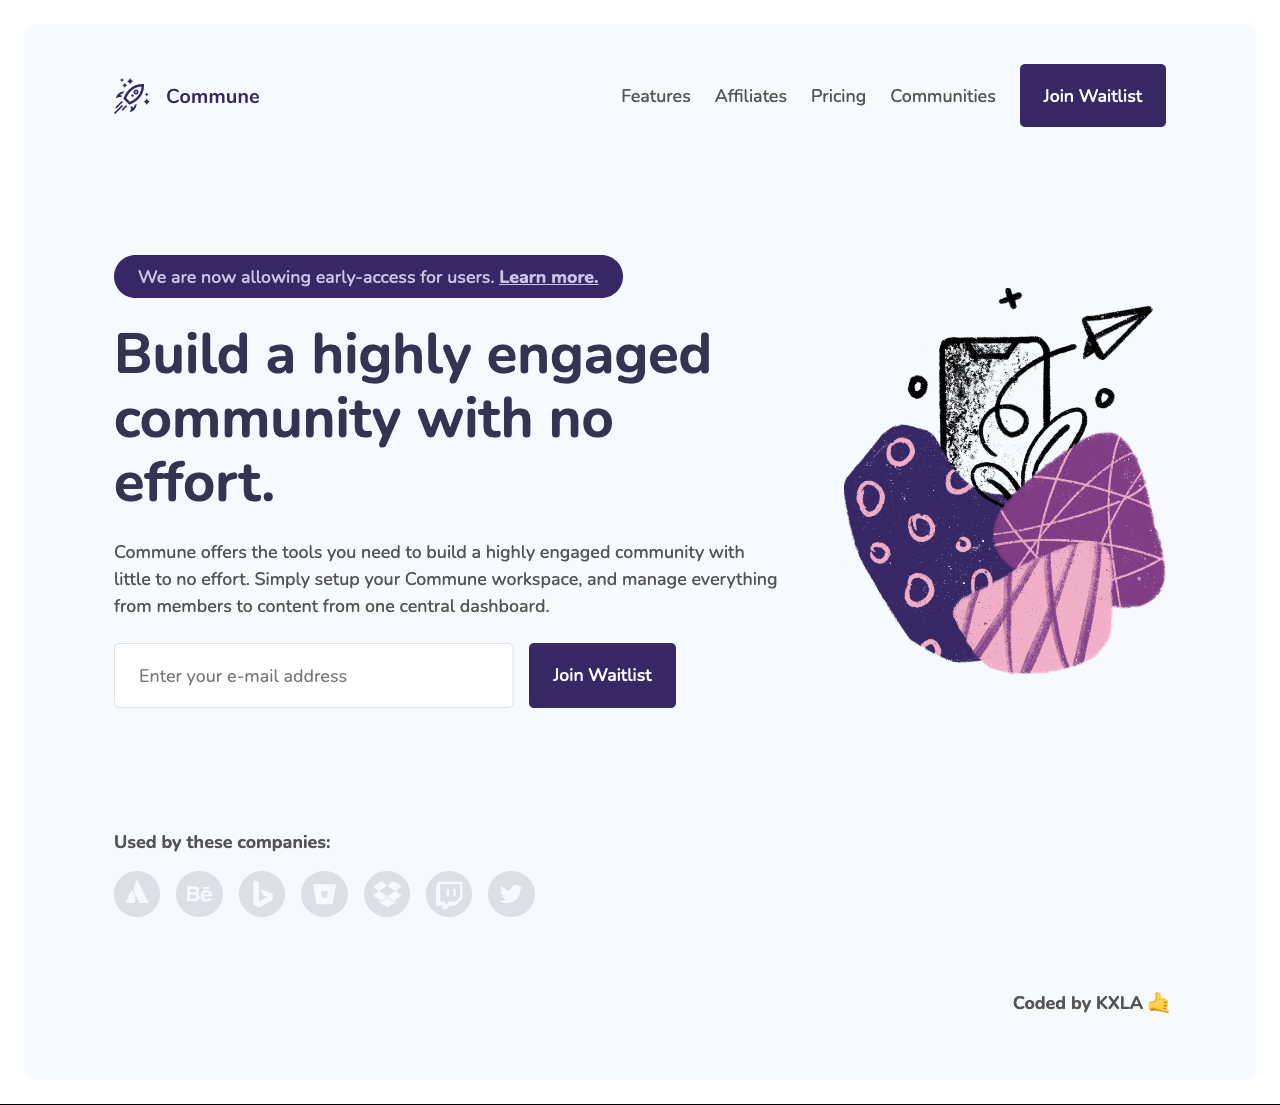 Commune
Features
Affiliates
Pricing
Communities
Join Waitlist
We are now allowing early-access for users. Learn more.
Build a highly engaged
community with no
effort.
Commune offers the tools you need to build a highly engaged community with
little to no effort. Simply setup your Commune workspace, and manage everything
from members to content from one central dashboard.
Enter your e-mail address
Join Waitlist
Used by these companies:
Bē
Coded by KXLA 🤙